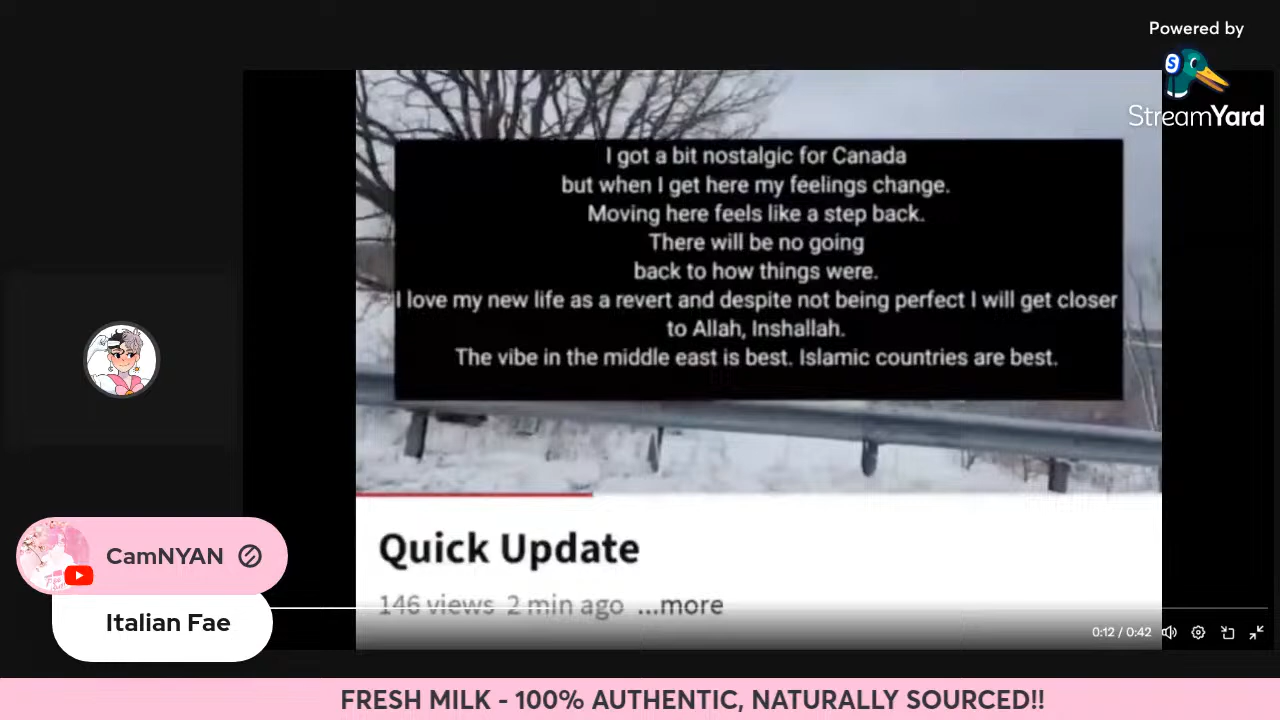 Powered by
StreamYard
I got a bit nostalgic for Canada
but when I get here my feelings change.
Moving here feels like a step back.
There will be no going
back to how things were.
I love my new life as a revert and despite not being perfect I will get closer
to Allah, Inshallah.
The vibe in the middle east is best. Islamic countries are best.
Quick Update
146 views 2 min ago ...more
0:12 / 0:42
CamNYAN
Italian Fae
FRESH MILK - 100% AUTHENTIC, NATURALLY SOURCED!!